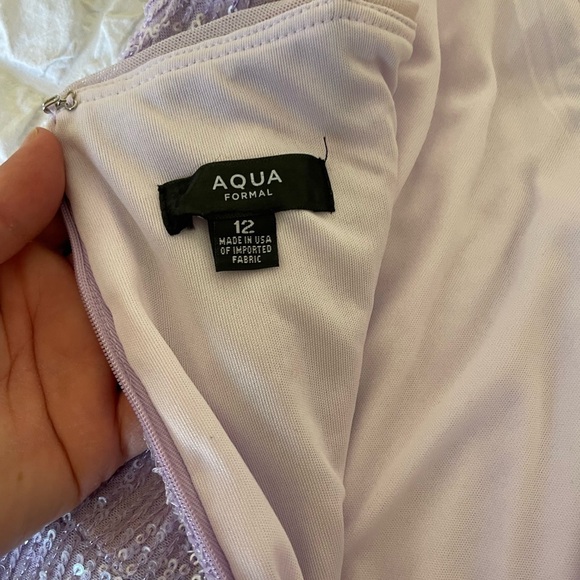 AQUA
FORMAL
12
MADE IN USA
OF IMPORTED
FABRIC